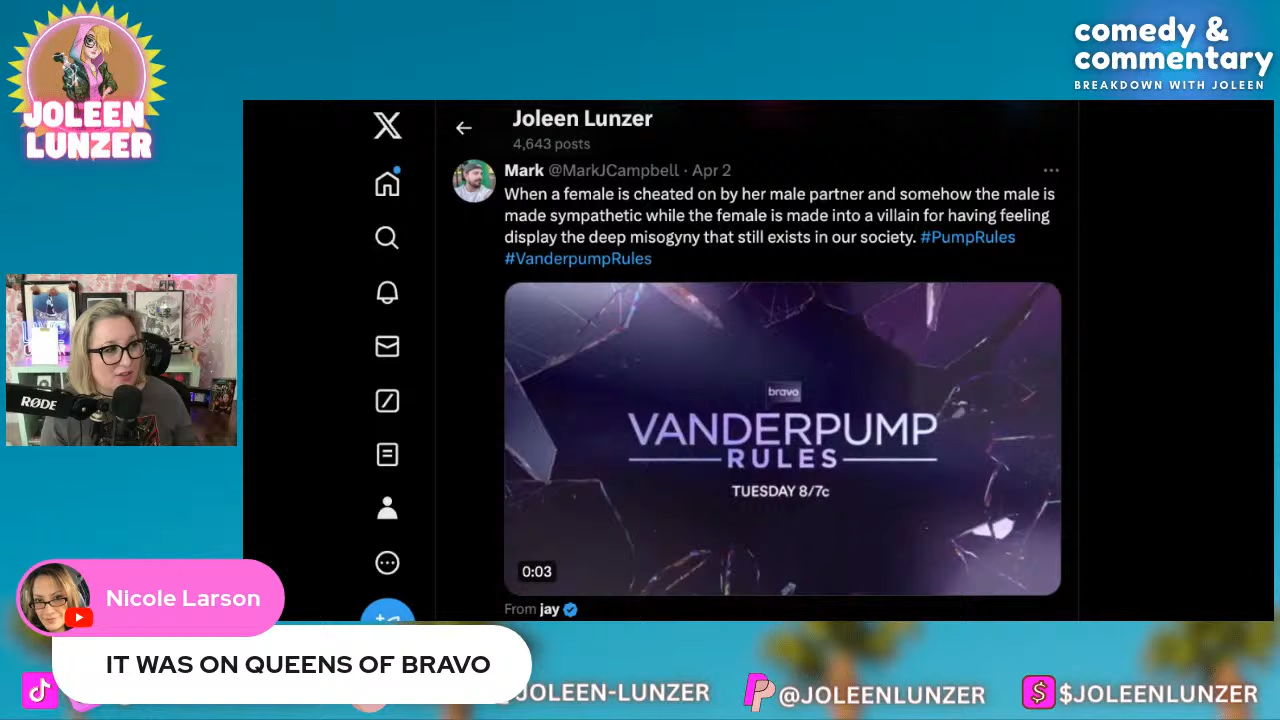 JOLEEN
LUNZER
comedy &
commentary
BREAKDOWN WITH JOLEEN
X
Joleen Lunzer
4,643 posts
Mark @MarkJCampbell · Apr 2
When a female is cheated on by her male partner and somehow the male is
made sympathetic while the female is made into a villain for having feeling
display the deep misogyny that still exists in our society. #PumpRules
#VanderpumpRules
bravo
VANDERPUMP
RULES
TUESDAY 8/7c
0:03
From jay
RØDE
Nicole Larson
IT WAS ON QUEENS OF BRAVO
JOLEEN-LUNZER
@JOLEENLUNZER
$JOLEENLUNZER